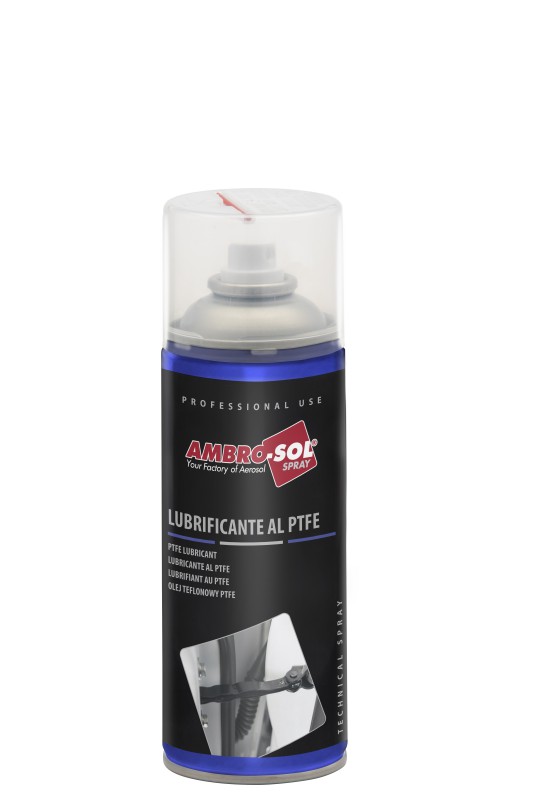 PROFESSIONAL USE
AMBRO-SOL®
Your Factory of Aerosol SPRAY
LUBRIFICANTE AL PTFE
PTFE LUBRICANT
LUBRICANTE AL PTFE
LUBRIFIANT AU PTFE
OLEJ TEFLONOWY PTFE
TECHNICAL SPRAY